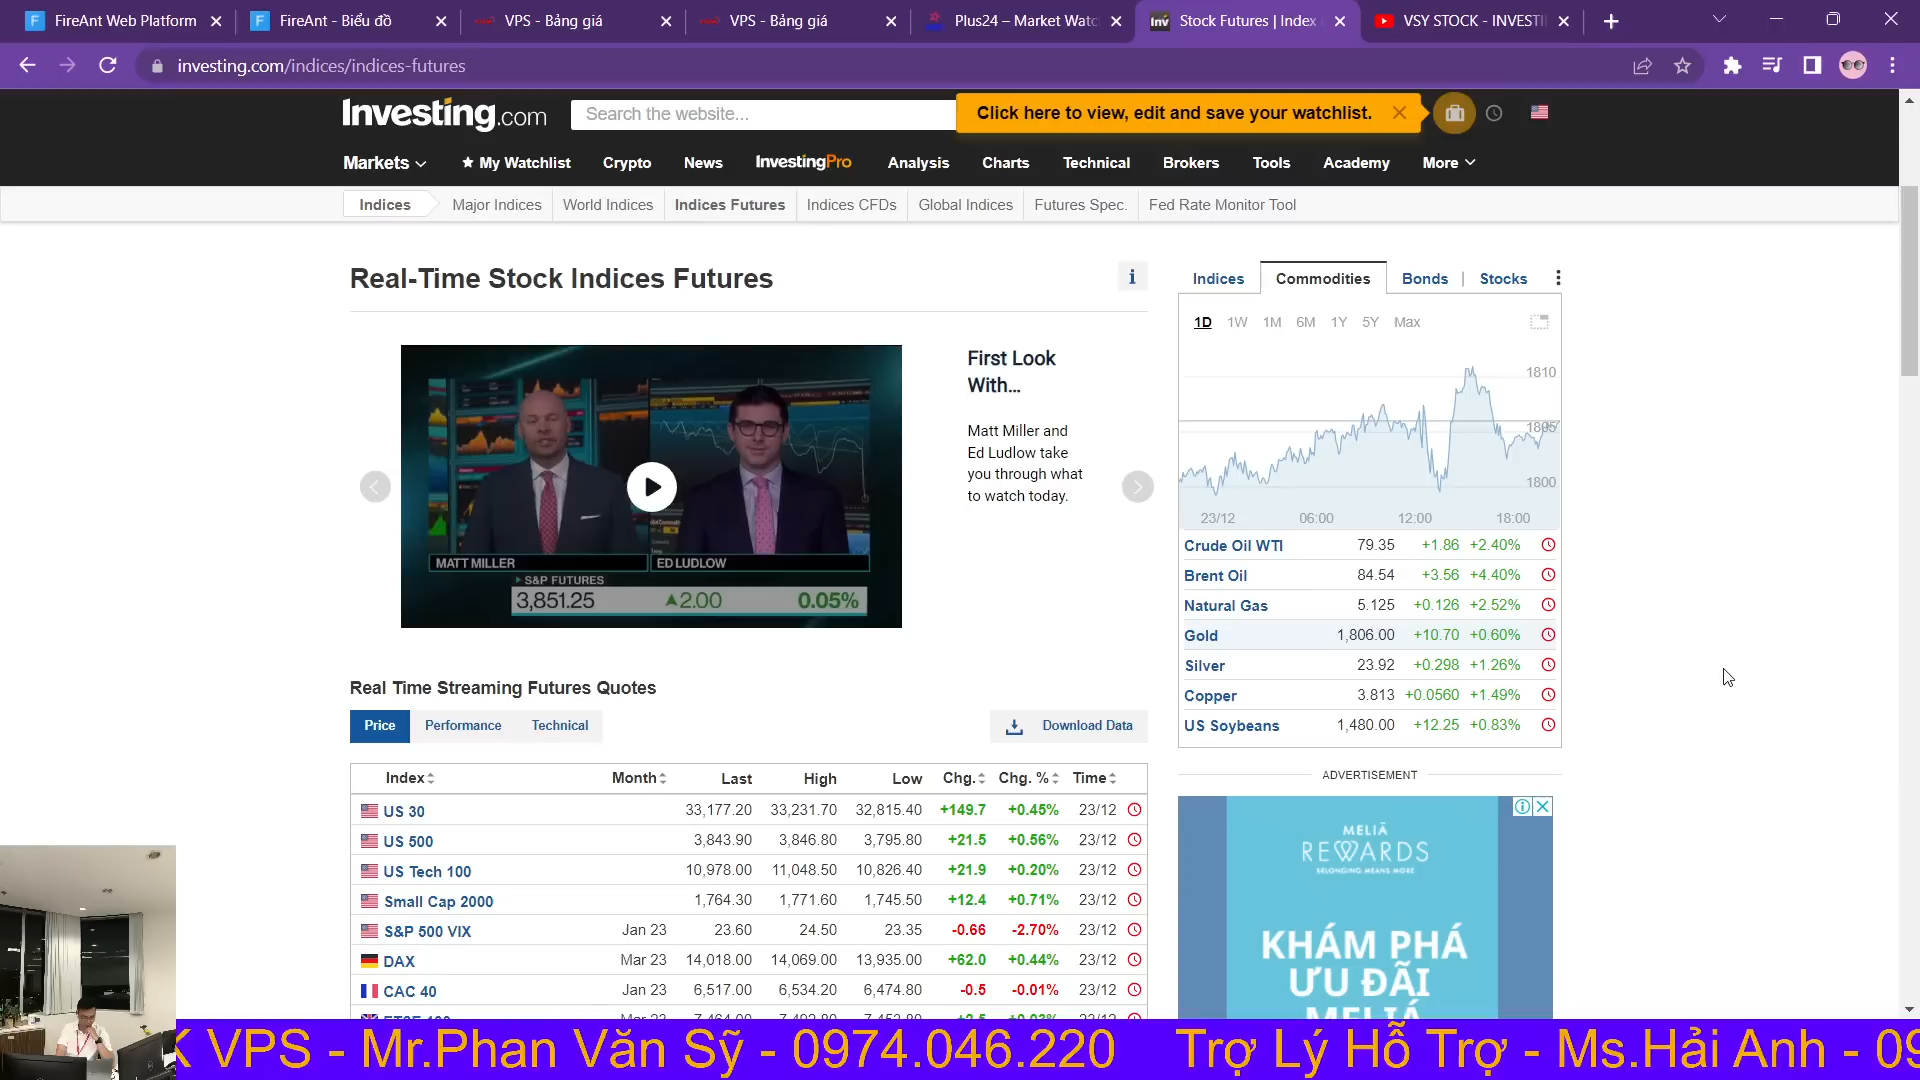 FireAnt Web Platform
FireAnt - Biểu đồ
VPS - Bảng giá
VPS - Bảng giá
Plus24 – Market Watc
Stock Futures | Index
VSY STOCK - INVESTI
investing.com/indices/indices-futures
Investing.com
Search the website...
Click here to view, edit and save your watchlist.
Markets
My Watchlist
Crypto
News
InvestingPro
Analysis
Charts
Technical
Brokers
Tools
Academy
More
Indices
Major Indices
World Indices
Indices Futures
Indices CFDs
Global Indices
Futures Spec.
Fed Rate Monitor Tool
Real-Time Stock Indices Futures
First Look
With...
Matt Miller and
Ed Ludlow take
you through what
to watch today.
MATT MILLER
ED LUDLOW
S&P FUTURES
3,851.25 ▲2.00 0.05%
Real Time Streaming Futures Quotes
Price
Performance
Technical
Download Data
Index Month Last High Low Chg. Chg. % Time
US 30 33,177.20 33,231.70 32,815.40 +149.7 +0.45% 23/12
US 500 3,843.90 3,846.80 3,795.80 +21.5 +0.56% 23/12
US Tech 100 10,978.00 11,048.50 10,826.40 +21.9 +0.20% 23/12
Small Cap 2000 1,764.30 1,771.60 1,745.50 +12.4 +0.71% 23/12
S&P 500 VIX Jan 23 23.60 24.50 23.35 -0.66 -2.70% 23/12
DAX Mar 23 14,018.00 14,069.00 13,935.00 +62.0 +0.44% 23/12
CAC 40 Jan 23 6,517.00 6,534.20 6,474.80 -0.5 -0.01% 23/12
Indices
Commodities
Bonds
Stocks
1D 1W 1M 6M 1Y 5Y Max
1810
1805
1800
23/12 06:00 12:00 18:00
Crude Oil WTI 79.35 +1.86 +2.40%
Brent Oil 84.54 +3.56 +4.40%
Natural Gas 5.125 +0.126 +2.52%
Gold 1,806.00 +10.70 +0.60%
Silver 23.92 +0.298 +1.26%
Copper 3.813 +0.0560 +1.49%
US Soybeans 1,480.00 +12.25 +0.83%
ADVERTISEMENT
MELIÁ
REWARDS
BELONGING MEANS MORE
KHÁM PHÁ
ƯU ĐÃI
MELIÁ
K VPS - Mr.Phan Văn Sỹ - 0974.046.220 Trợ Lý Hỗ Trợ - Ms.Hải Anh - 09